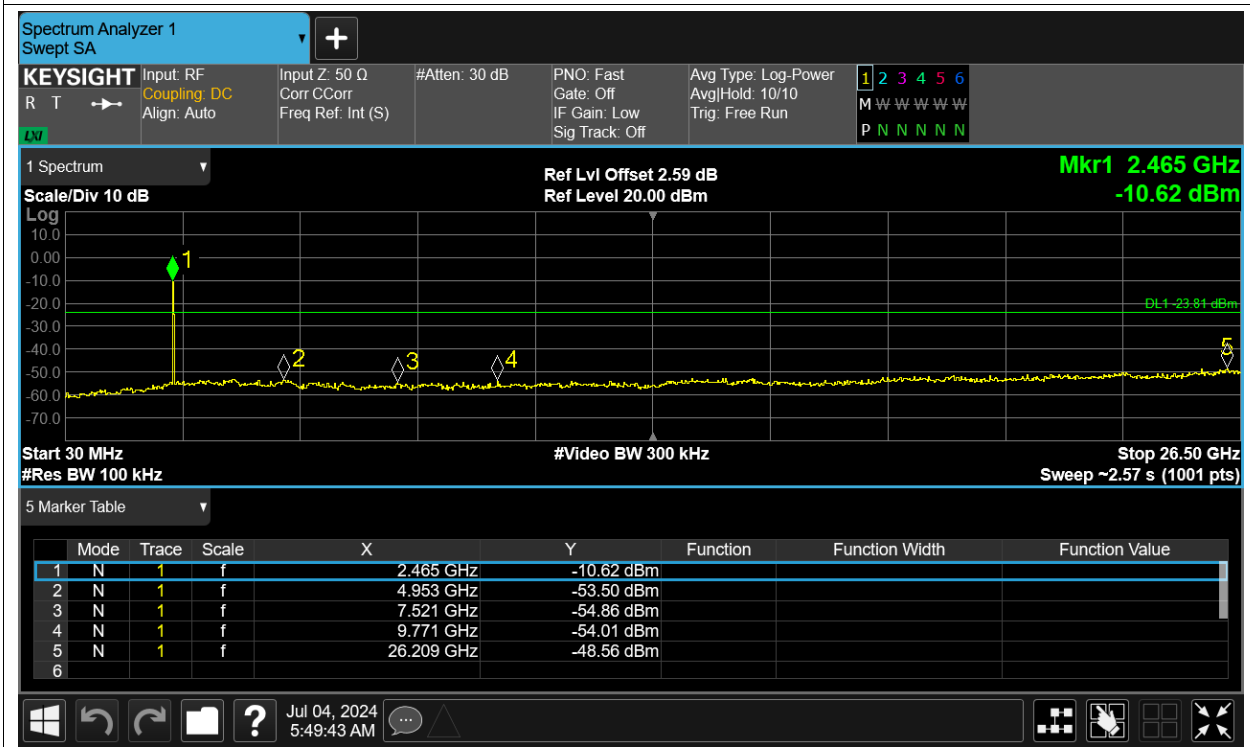 Spectrum Analyzer 1
Swept SA
KEYSIGHT
R T
LXI
Input: RF
Coupling: DC
Align: Auto
Input Z: 50 Ω
Corr CCorr
Freq Ref: Int (S)
#Atten: 30 dB
PNO: Fast
Gate: Off
IF Gain: Low
Sig Track: Off
Avg Type: Log-Power
Avg|Hold: 10/10
Trig: Free Run
1 2 3 4 5 6
M W W W W W
P N N N N N
1 Spectrum
Scale/Div 10 dB
Ref Lvl Offset 2.59 dB
Ref Level 20.00 dBm
Mkr1 2.465 GHz
-10.62 dBm
Log
10.0
0.00
-10.0
-20.0
-30.0
-40.0
-50.0
-60.0
-70.0
1
2
3
4
5
DL1 -23.81 dBm
Start 30 MHz
#Video BW 300 kHz
Stop 26.50 GHz
#Res BW 100 kHz
Sweep ~2.57 s (1001 pts)
5 Marker Table
Mode Trace Scale X Y Function Function Width Function Value
1 N 1 f 2.465 GHz -10.62 dBm
2 N 1 f 4.953 GHz -53.50 dBm
3 N 1 f 7.521 GHz -54.86 dBm
4 N 1 f 9.771 GHz -54.01 dBm
5 N 1 f 26.209 GHz -48.56 dBm
6
?
Jul 04, 2024
5:49:43 AM